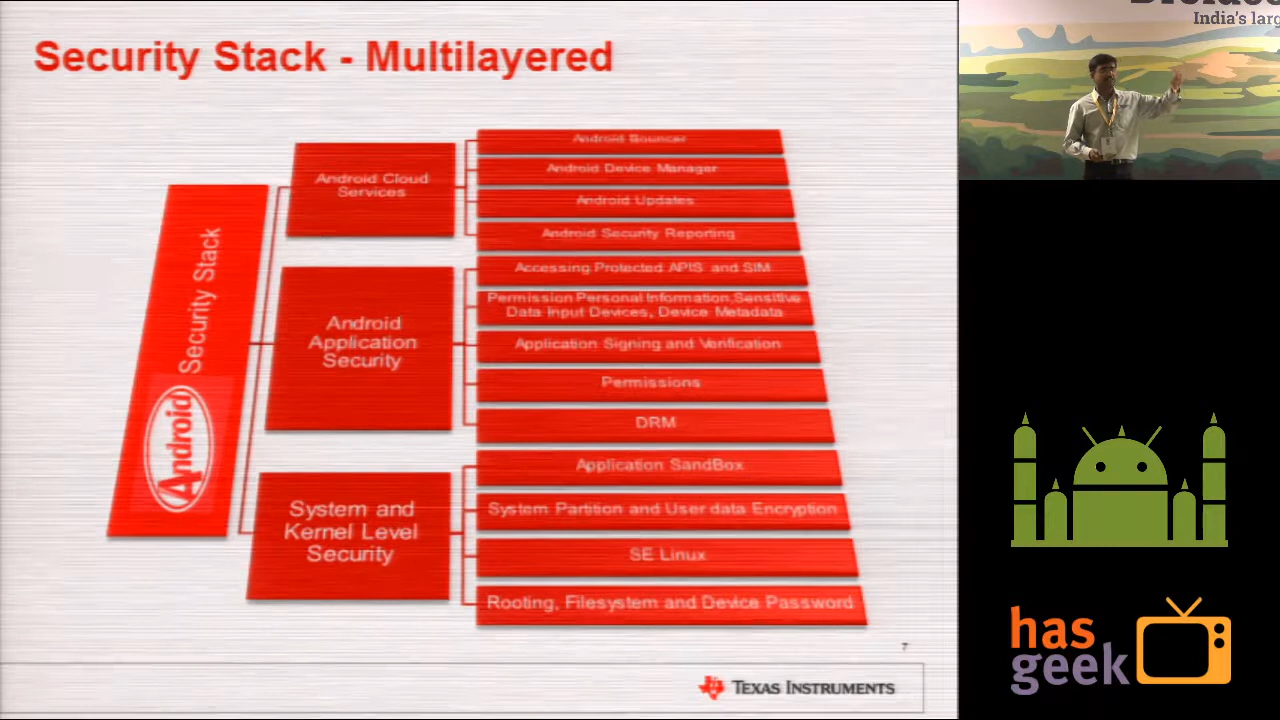 Security Stack - Multilayered
Android Security Stack
Android Cloud
Services
Android Bouncer
Android Device Manager
Android Updates
Android Security Reporting
Android
Application
Security
Accessing Protected APIS and SIM
Permission Personal Information,Sensitive
Data Input Devices, Device Metadata
Application Signing and Verification
Permissions
DRM
System and
Kernel Level
Security
Application SandBox
System Partition and User data Encryption
SE Linux
Rooting, Filesystem and Device Password
7
TEXAS INSTRUMENTS
India's larg
has
geek